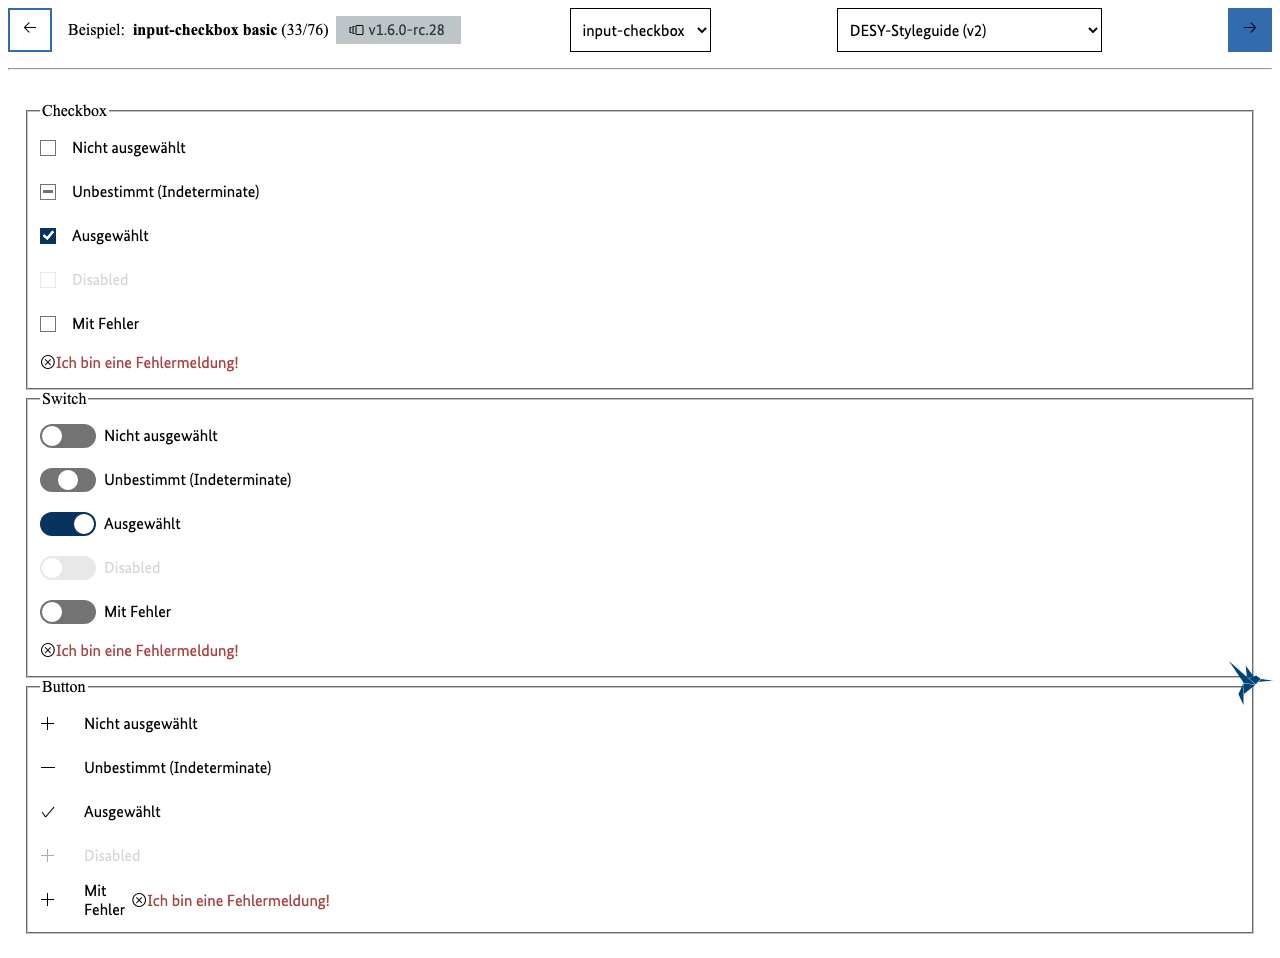 Beispiel: input-checkbox basic (33/76) v1.6.0-rc.28 input-checkbox DESY-Styleguide (v2)
Checkbox
Nicht ausgewählt
Unbestimmt (Indeterminate)
Ausgewählt
Disabled
Mit Fehler
Ich bin eine Fehlermeldung!
Switch
Nicht ausgewählt
Unbestimmt (Indeterminate)
Ausgewählt
Disabled
Mit Fehler
Ich bin eine Fehlermeldung!
Button
Nicht ausgewählt
Unbestimmt (Indeterminate)
Ausgewählt
Disabled
Mit
Fehler
Ich bin eine Fehlermeldung!